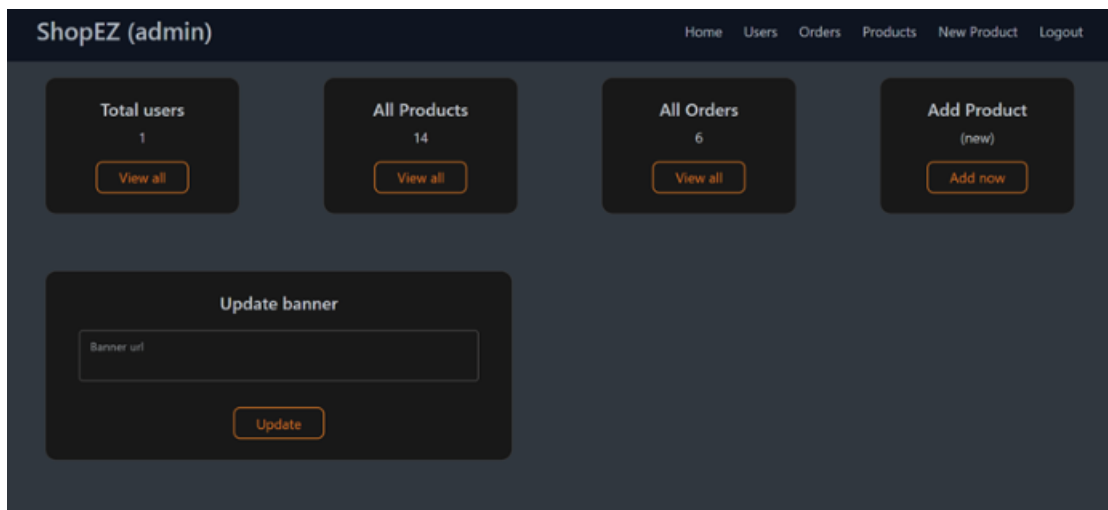 ShopEZ (admin)
Home Users Orders Products New Product Logout
Total users
1
View all
All Products
14
View all
All Orders
6
View all
Add Product
(new)
Add now
Update banner
Banner url
Update